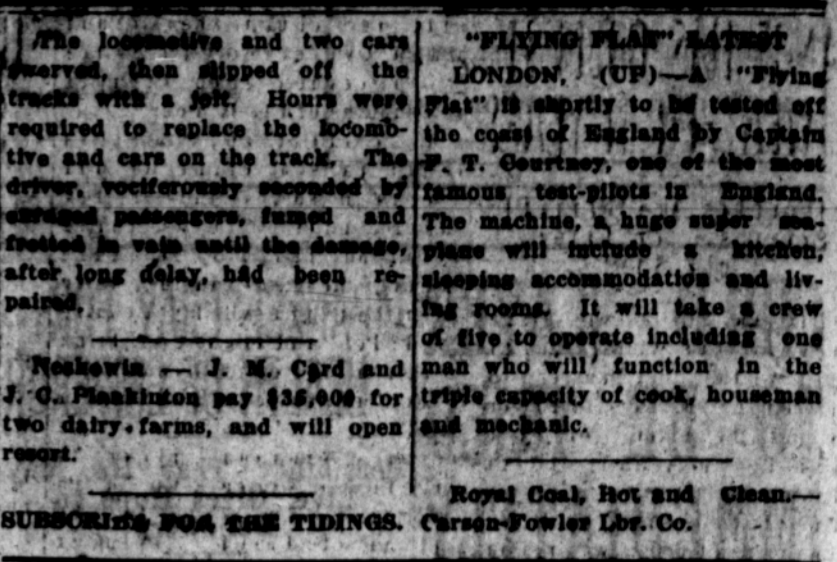 The locomotive and two cars
swerved, then slipped off the
tracks with a jolt. Hours were
required to replace the locomo-
tive and cars on the track. The
driver, vociferously seconded by
enraged passengers, fumed and
fretted in vain until the damage,
after long delay, had been re-
paired.
Neskowin — J. M. Card and
J. C. Plankinton pay $35,000 for
two dairy farms, and will open
resort.
SUBSCRIBE FOR THE TIDINGS.
"FLYING FLAT" LATEST
LONDON, (UP)—A "Flying
Flat" is shortly to be tested off
the coast of England by Captain
F. T. Courtney, one of the most
famous test-pilots in England.
The machine, a huge super sea-
plane will include a kitchen,
sleeping accommodation and liv-
ing rooms. It will take a crew
of five to operate including one
man who will function in the
triple capacity of cook, houseman
and mechanic.
Royal Coal, Hot and Clean.—
Carson-Fowler Lbr. Co.